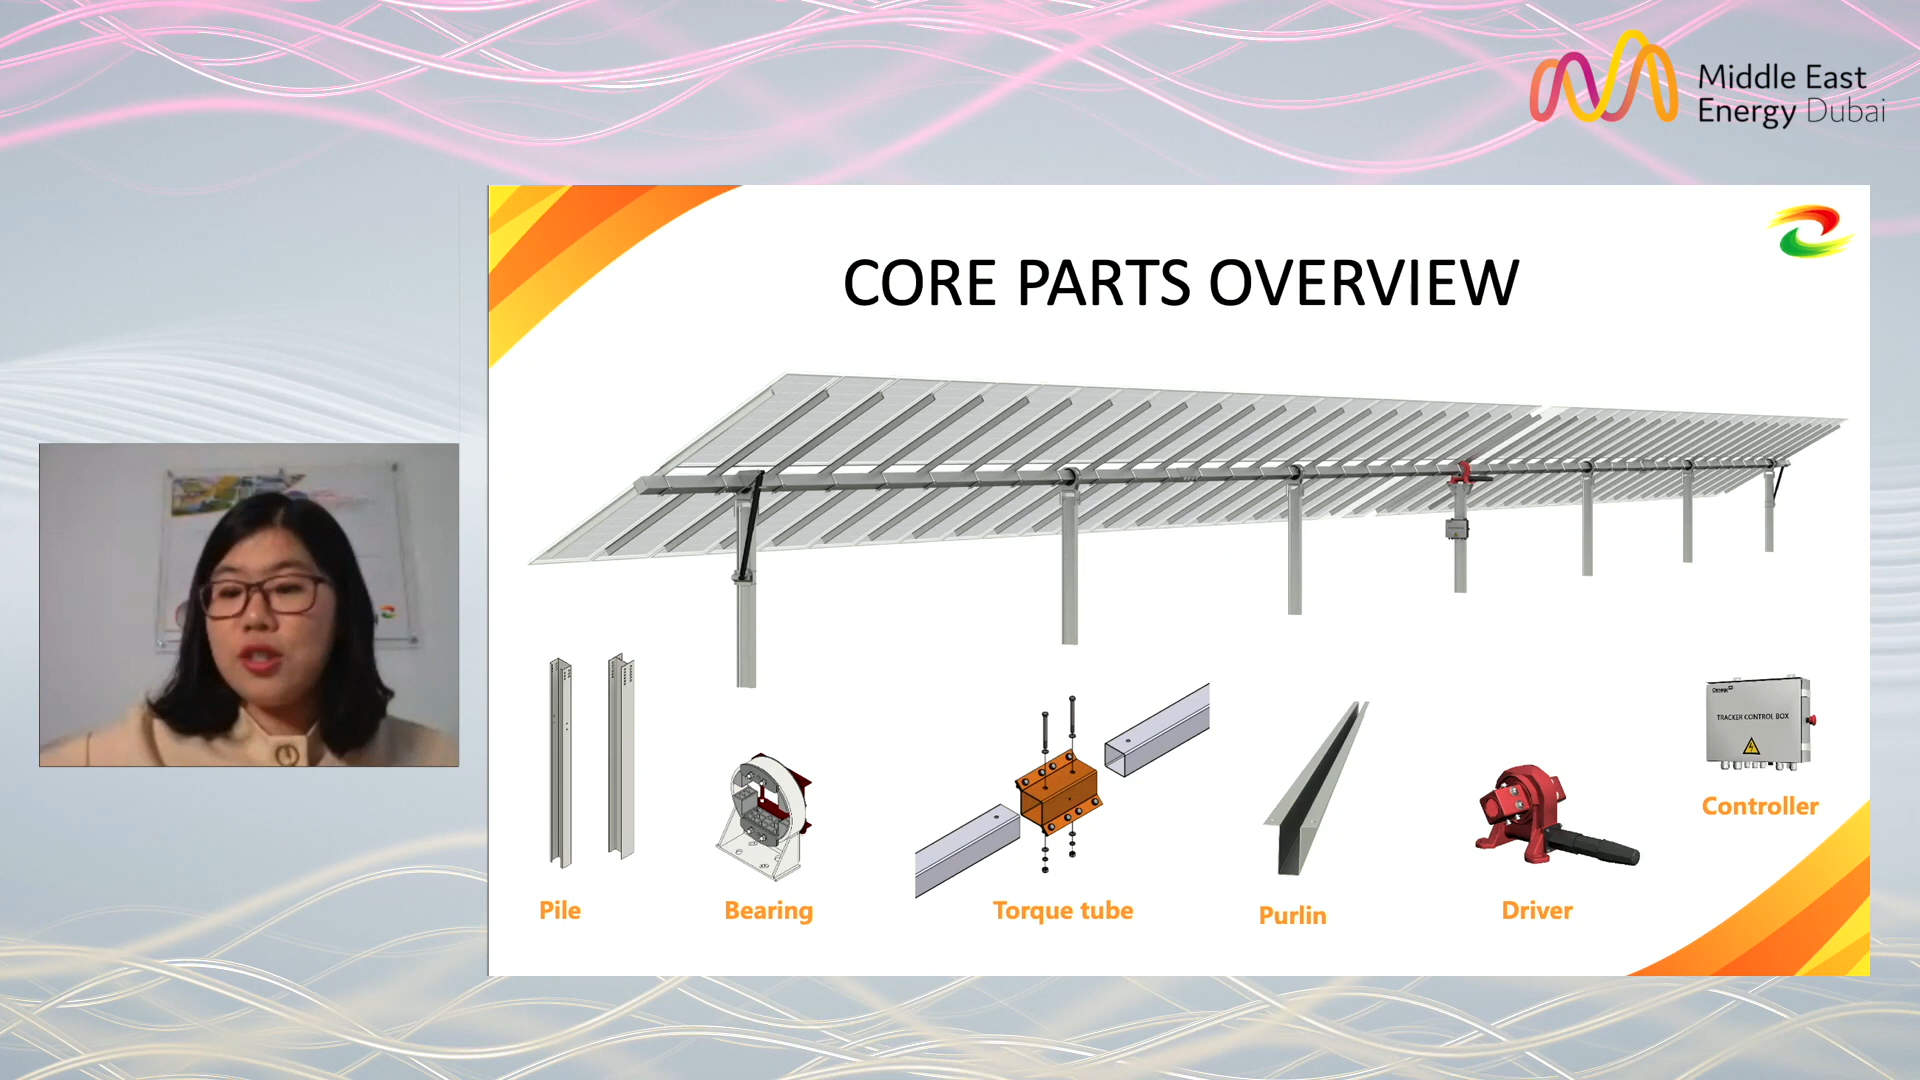 Middle East
Energy Dubai
CORE PARTS OVERVIEW
TRACKER CONTROL BOX
Controller
Pile
Bearing
Torque tube
Purlin
Driver